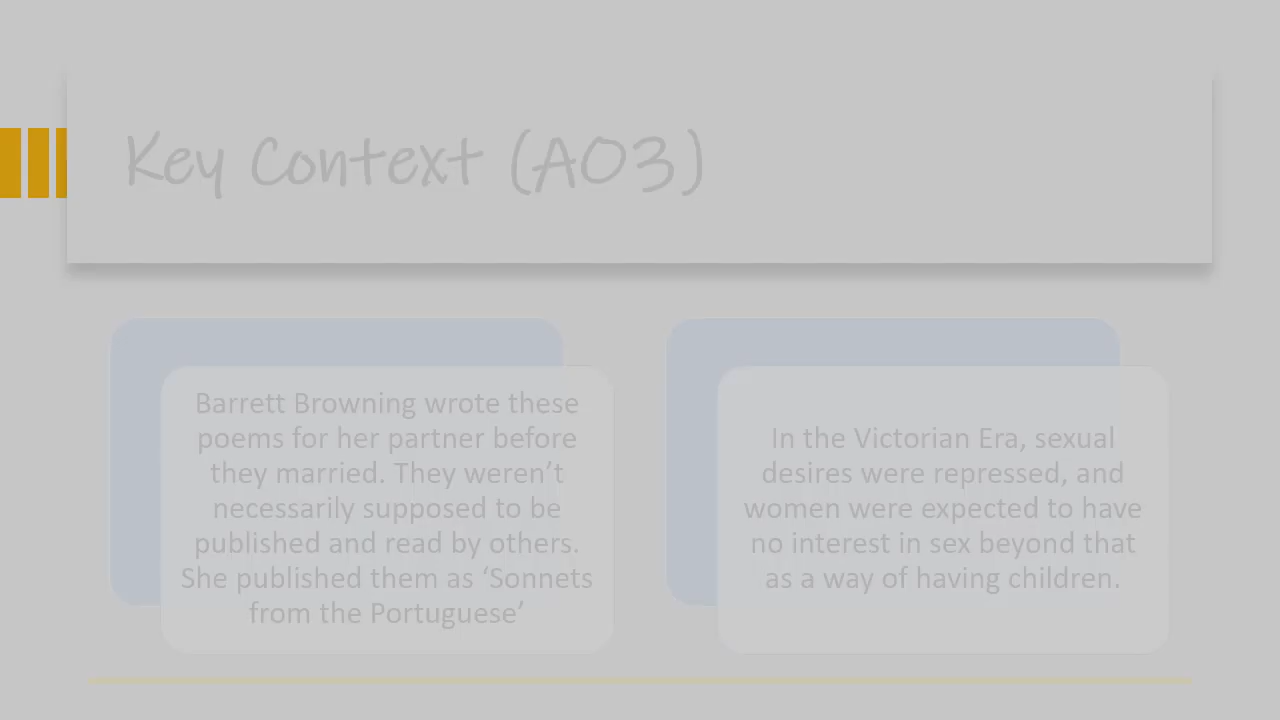 Key Context (AO3)
Barrett Browning wrote these
poems for her partner before
they married. They weren’t
necessarily supposed to be
published and read by others.
She published them as ‘Sonnets
from the Portuguese’
In the Victorian Era, sexual
desires were repressed, and
women were expected to have
no interest in sex beyond that
as a way of having children.